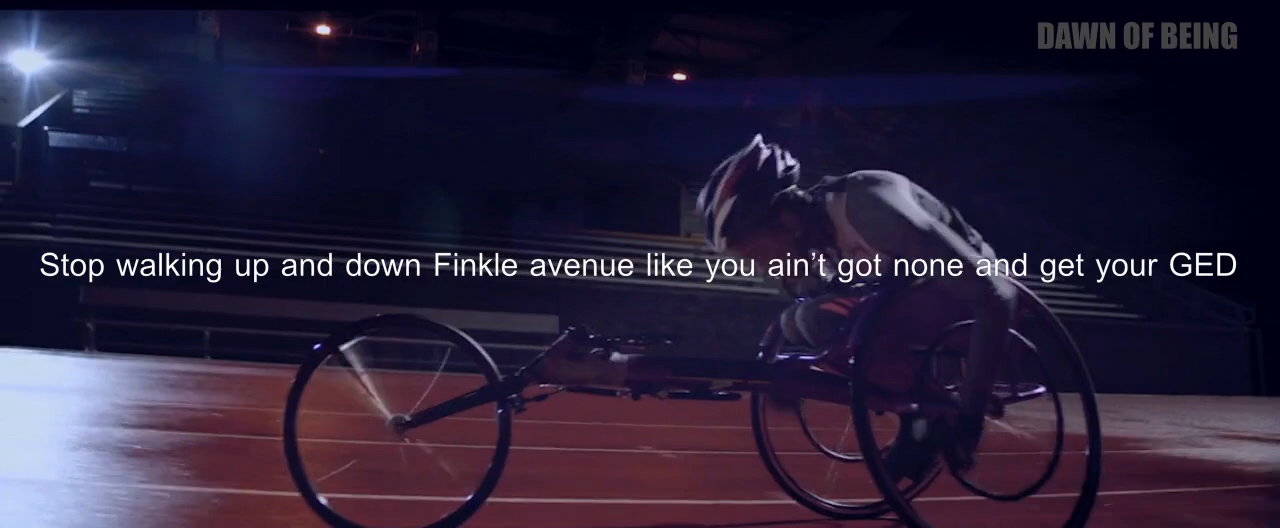 DAWN OF BEING
Stop walking up and down Finkle avenue like you ain’t got none and get your GED